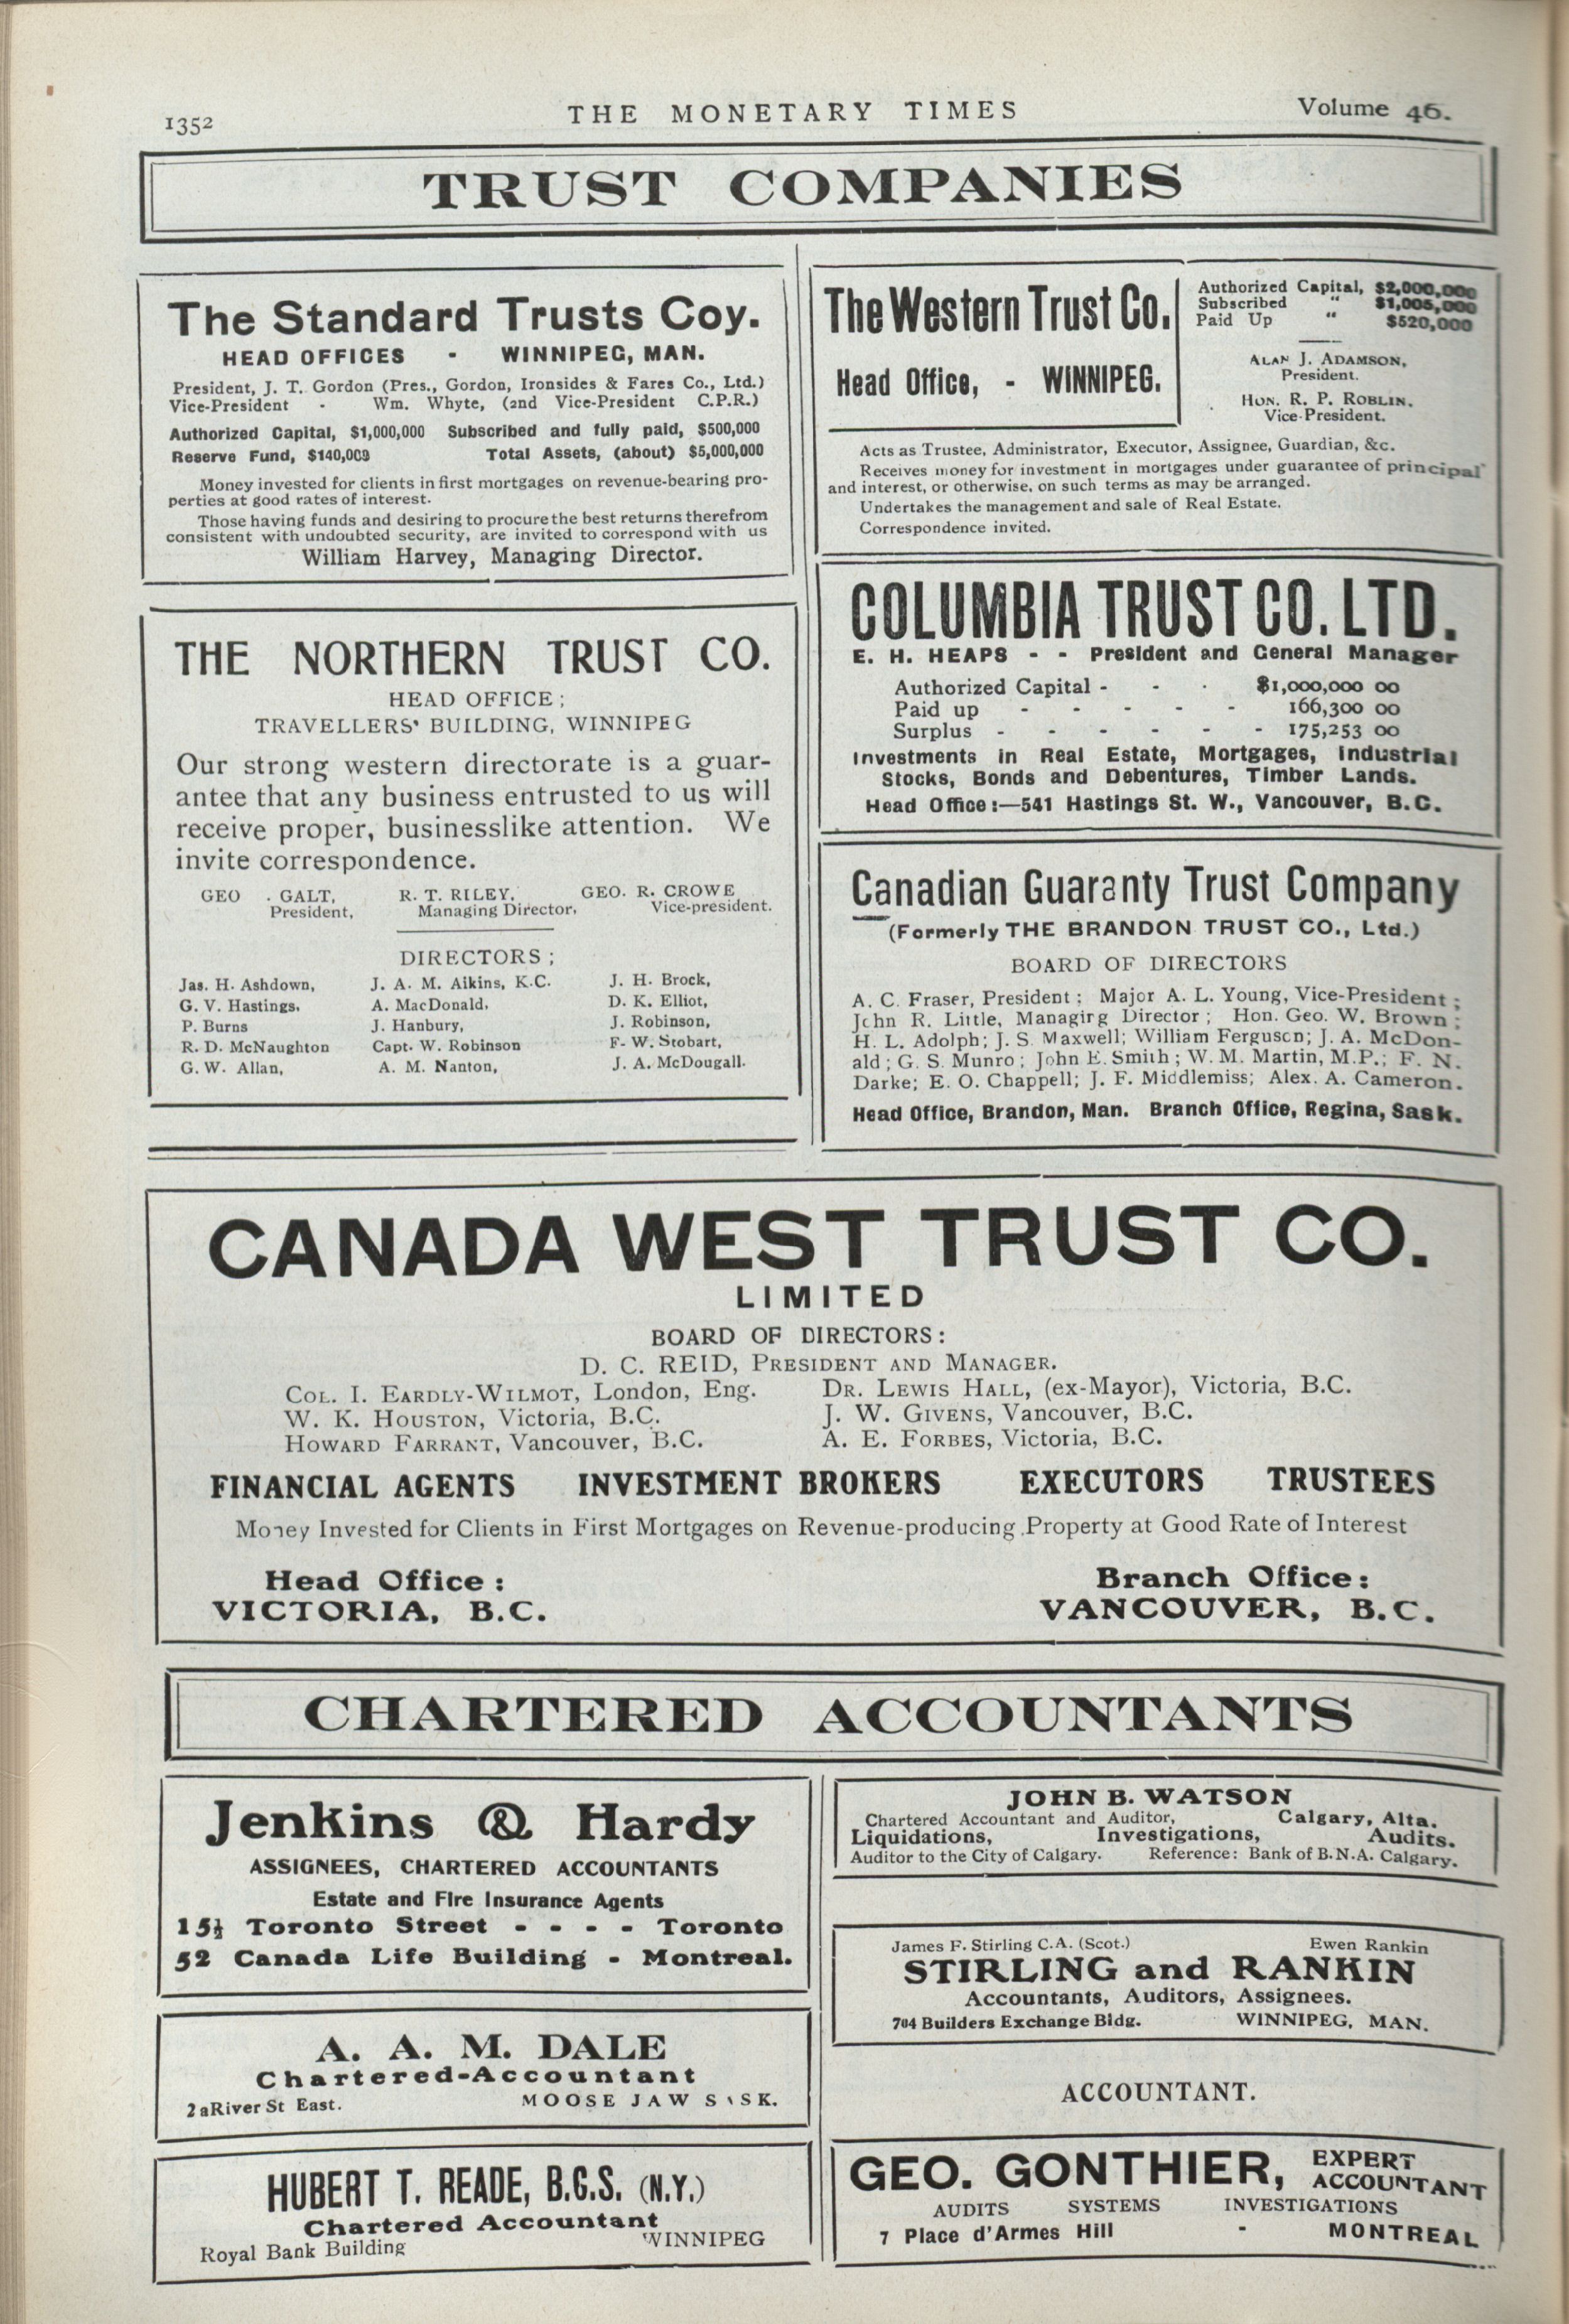 1352
THE MONETARY TIMES
Volume 46.
TRUST COMPANIES
The Standard Trusts Coy.
HEAD OFFICES - WINNIPEG, MAN.
President, J. T. Gordon (Pres., Gordon, Ironsides & Fares Co., Ltd.)
Vice-President - Wm. Whyte, (2nd Vice-President C.P.R.)
Authorized Capital, $1,000,000 Subscribed and fully paid, $500,000
Reserve Fund, $140,000 Total Assets, (about) $5,000,000
Money invested for clients in first mortgages on revenue-bearing pro-
perties at good rates of interest.
Those having funds and desiring to procure the best returns therefrom
consistent with undoubted security, are invited to correspond with us
William Harvey, Managing Director.
THE NORTHERN TRUST CO.
HEAD OFFICE;
TRAVELLERS' BUILDING, WINNIPEG
Our strong western directorate is a guar-
antee that any business entrusted to us will
receive proper, businesslike attention. We
invite correspondence.
GEO . GALT, R. T. RILEY, GEO. R. CROWE
President, Managing Director, Vice-president.
DIRECTORS;
Jas. H. Ashdown, J. A. M. Aikins, K.C. J. H. Brock,
G. V. Hastings, A. MacDonald, D. K. Elliot,
P. Burns J. Hanbury, J. Robinson,
R. D. McNaughton Capt. W. Robinson F. W. Stobart,
G. W. Allan, A. M. Nanton, J. A. McDougall.
The Western Trust Co.
Head Office, - WINNIPEG.
Authorized Capital, $2,000,000
Subscribed " $1,005,000
Paid Up " $520,000
ALAN J. ADAMSON,
President.
HON. R. P. ROBLIN,
Vice-President.
Acts as Trustee, Administrator, Executor, Assignee, Guardian, &c.
Receives money for investment in mortgages under guarantee of principal
and interest, or otherwise, on such terms as may be arranged.
Undertakes the management and sale of Real Estate.
Correspondence invited.
COLUMBIA TRUST CO. LTD.
E. H. HEAPS - - President and General Manager
Authorized Capital - - - $1,000,000 00
Paid up - - - - - 166,300 00
Surplus - - - - - - 175,253 00
Investments in Real Estate, Mortgages, Industrial
Stocks, Bonds and Debentures, Timber Lands.
Head Office:—541 Hastings St. W., Vancouver, B.C.
Canadian Guaranty Trust Company
(Formerly THE BRANDON TRUST CO., Ltd.)
BOARD OF DIRECTORS
A. C. Fraser, President; Major A. L. Young, Vice-President;
John R. Little, Managing Director; Hon. Geo. W. Brown;
H. L. Adolph; J. S. Maxwell; William Ferguson; J. A. McDon-
ald; G. S. Munro; John E. Smith; W. M. Martin, M.P.; F. N.
Darke; E. O. Chappell; J. F. Middlemiss; Alex. A. Cameron.
Head Office, Brandon, Man. Branch Office, Regina, Sask.
CANADA WEST TRUST CO.
LIMITED
BOARD OF DIRECTORS:
D. C. REID, PRESIDENT AND MANAGER.
COL. I. EARDLY-WILMOT, London, Eng. DR. LEWIS HALL, (ex-Mayor), Victoria, B.C.
W. K. HOUSTON, Victoria, B.C. J. W. GIVENS, Vancouver, B.C.
HOWARD FARRANT, Vancouver, B.C. A. E. FORBES, Victoria, B.C.
FINANCIAL AGENTS INVESTMENT BROKERS EXECUTORS TRUSTEES
Money Invested for Clients in First Mortgages on Revenue-producing Property at Good Rate of Interest
Head Office: Branch Office:
VICTORIA, B.C. VANCOUVER, B.C.
CHARTERED ACCOUNTANTS
Jenkins & Hardy
ASSIGNEES, CHARTERED ACCOUNTANTS
Estate and Fire Insurance Agents
15½ Toronto Street - - - - Toronto
52 Canada Life Building - Montreal.
A. A. M. DALE
Chartered-Accountant
2a River St East. MOOSE JAW SASK.
HUBERT T. READE, B.C.S. (N.Y.)
Chartered Accountant
Royal Bank Building WINNIPEG
JOHN B. WATSON
Chartered Accountant and Auditor, Calgary, Alta.
Liquidations, Investigations, Audits.
Auditor to the City of Calgary. Reference: Bank of B.N.A. Calgary.
James F. Stirling C.A. (Scot.) Ewen Rankin
STIRLING and RANKIN
Accountants, Auditors, Assignees.
704 Builders Exchange Bldg. WINNIPEG, MAN.
ACCOUNTANT.
GEO. GONTHIER, EXPERT
ACCOUNTANT
AUDITS SYSTEMS INVESTIGATIONS
7 Place d'Armes Hill - MONTREAL